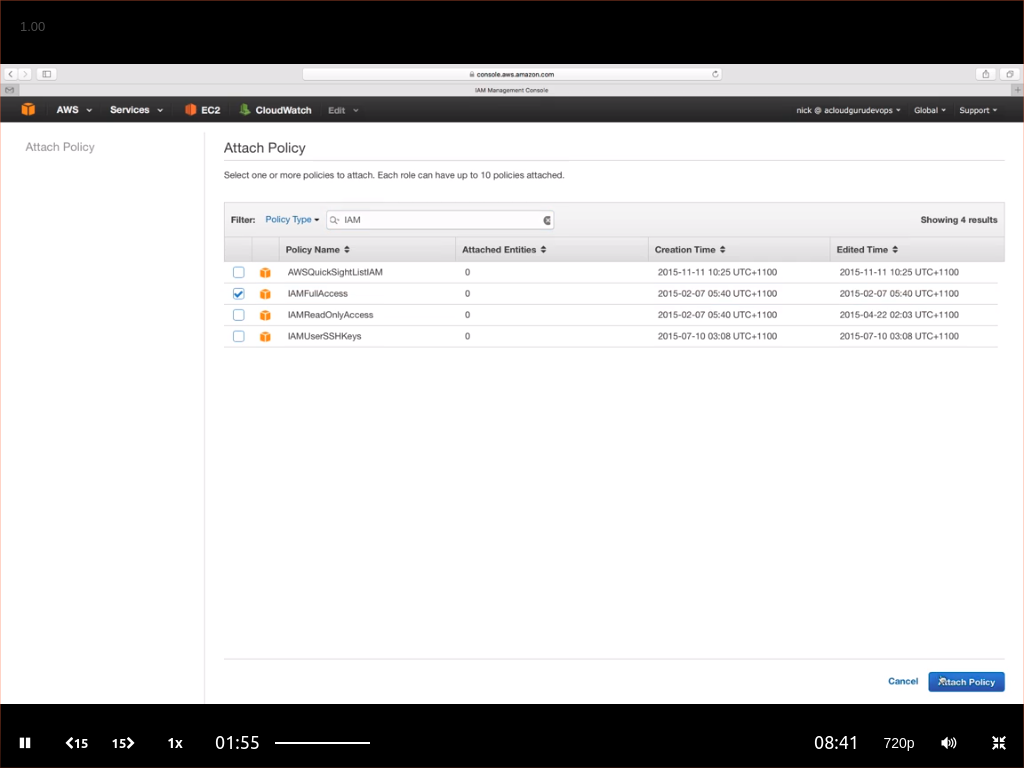 1.00
console.aws.amazon.com
IAM Management Console
AWS Services EC2 CloudWatch Edit nick @ acloudgurudevops Global Support
Attach Policy
Attach Policy
Select one or more policies to attach. Each role can have up to 10 policies attached.
Filter: Policy Type IAM Showing 4 results
Policy Name Attached Entities Creation Time Edited Time
AWSQuickSightListIAM 0 2015-11-11 10:25 UTC+1100 2015-11-11 10:25 UTC+1100
IAMFullAccess 0 2015-02-07 05:40 UTC+1100 2015-02-07 05:40 UTC+1100
IAMReadOnlyAccess 0 2015-02-07 05:40 UTC+1100 2015-04-22 02:03 UTC+1100
IAMUserSSHKeys 0 2015-07-10 03:08 UTC+1100 2015-07-10 03:08 UTC+1100
Cancel Attach Policy
15 15 1x 01:55 08:41 720p